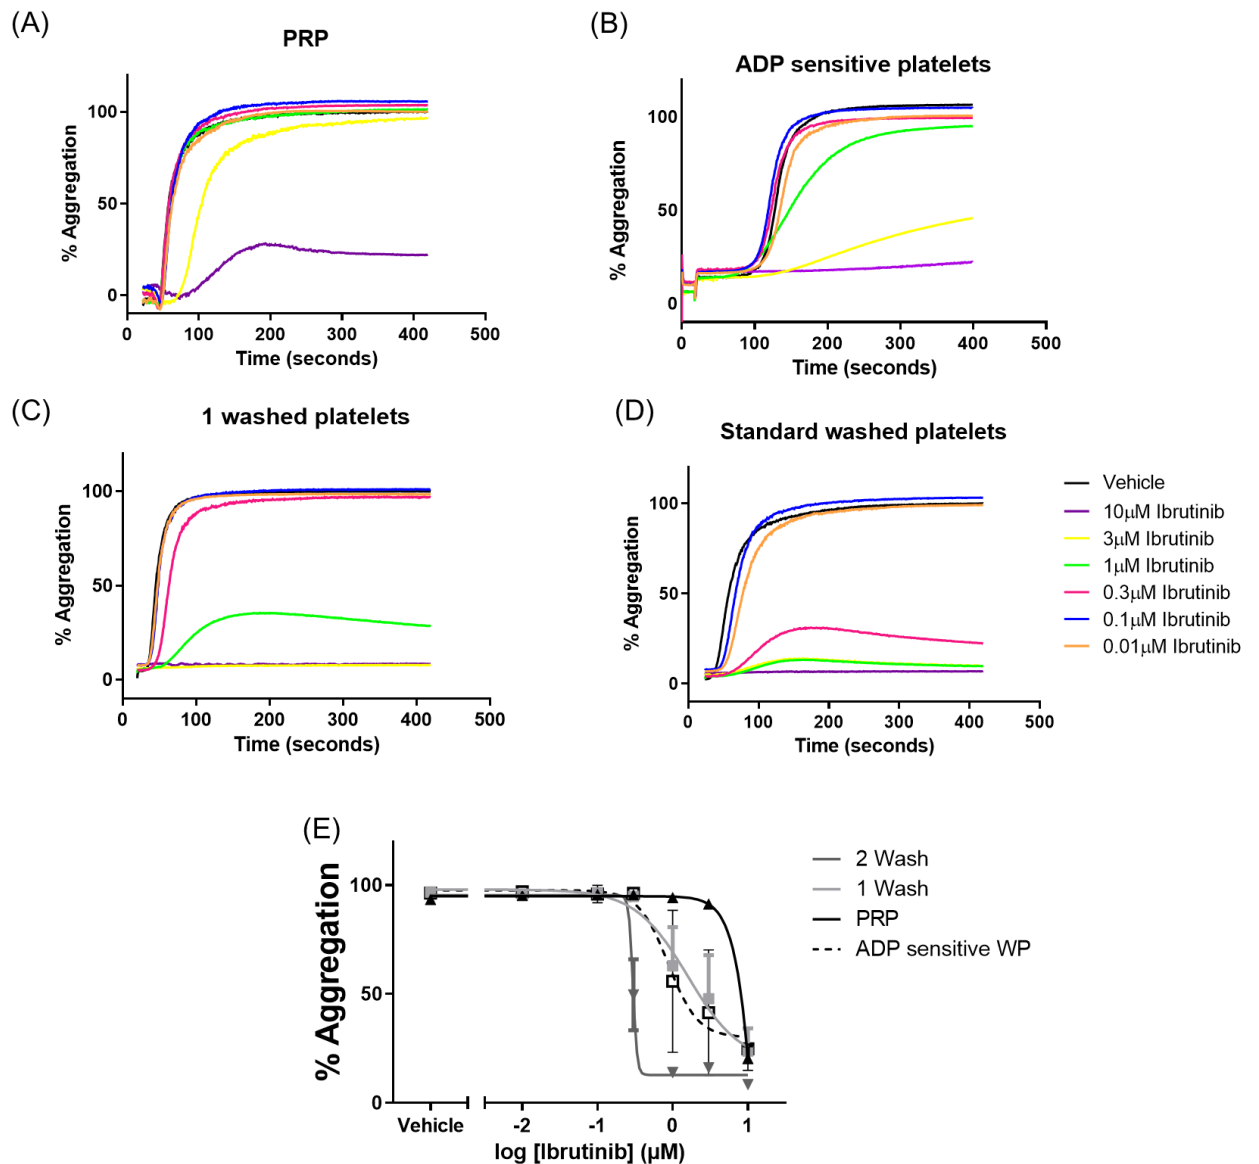 (A)
PRP
% Aggregation
100
50
0
0 100 200 300 400 500
Time (seconds)
(B)
ADP sensitive platelets
% Aggregation
100
50
0
0 100 200 300 400 500
Time (seconds)
(C)
1 washed platelets
% Aggregation
100
50
0
0 100 200 300 400 500
Time (seconds)
(D)
Standard washed platelets
% Aggregation
100
50
0
0 100 200 300 400 500
Time (seconds)
Vehicle
10μM Ibrutinib
3μM Ibrutinib
1μM Ibrutinib
0.3μM Ibrutinib
0.1μM Ibrutinib
0.01μM Ibrutinib
(E)
% Aggregation
100
50
0
Vehicle -2 -1 0 1
log [Ibrutinib] (μM)
2 Wash
1 Wash
PRP
ADP sensitive WP